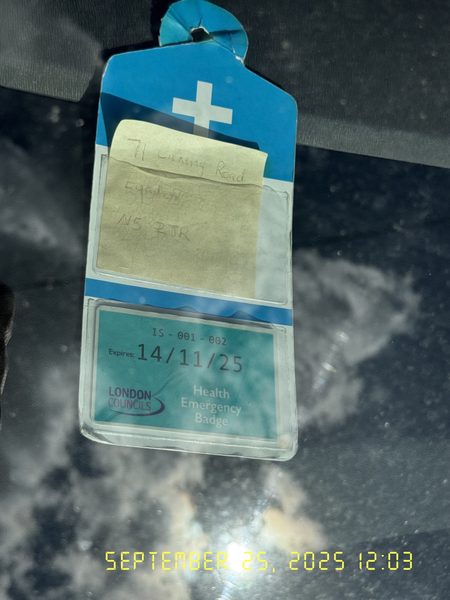 71
Road
N5
IS - 001 - 002
Expires: 14/11/25
LONDON
COUNCILS
Health
Emergency
Badge
SEPTEMBER 25, 2025 12:03